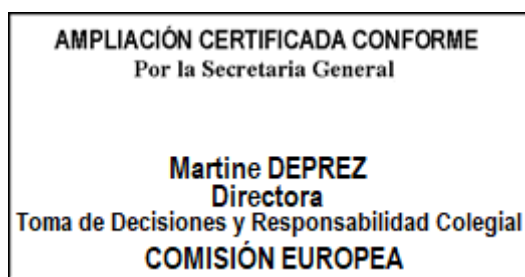 AMPLIACIÓN CERTIFICADA CONFORME
Por la Secretaria General
Martine DEPREZ
Directora
Toma de Decisiones y Responsabilidad Colegial
COMISIÓN EUROPEA